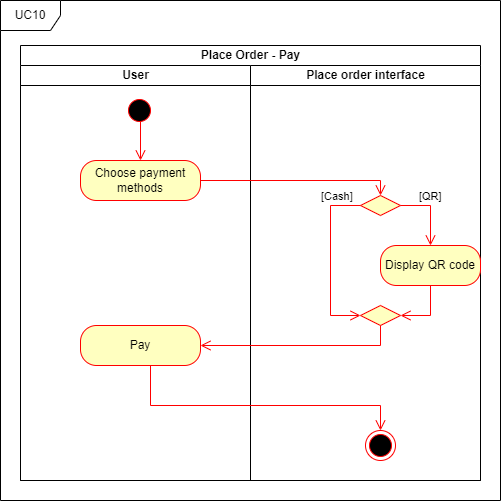 UC10
Place Order - Pay
User
Place order interface
Choose payment
methods
[Cash]
[QR]
Display QR code
Pay